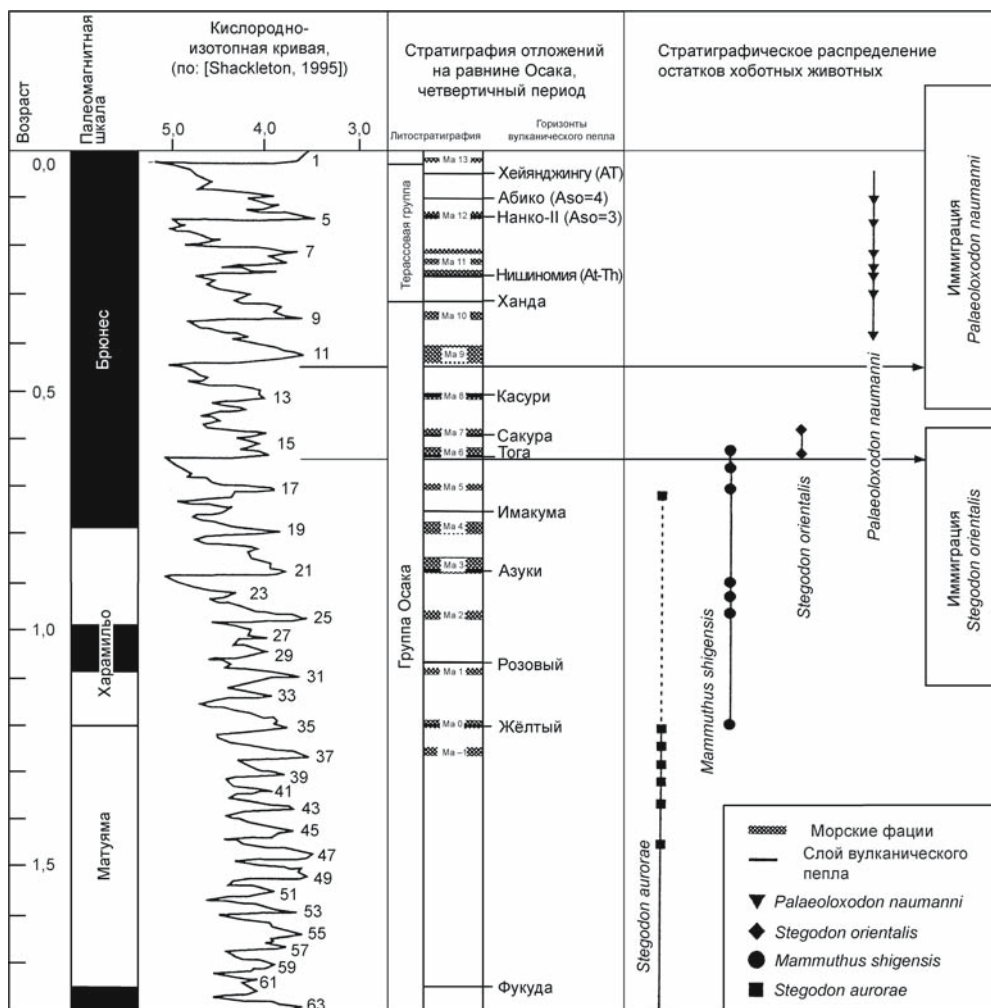 Возраст
Палеомагнитная
шкала
Кислородно-
изотопная кривая,
(по: [Shackleton, 1995])
5,0 4,0 3,0
Стратиграфия отложений
на равнине Осака,
четвертичный период
Литостратиграфия
Горизонты
вулканического пепла
Стратиграфическое распределение
остатков хоботных животных
0,0
0,5
1,0
1,5
Брюнес
Харамильо
Матуяма
1
5
7
9
11
13
15
17
19
21
23
25
27
29
31
33
35
37
39
41
43
45
47
49
51
53
55
57
59
61
63
Терассовая группа
Группа Осака
Ma 13
Ma 12
Ma 11
Ma 10
Ma 9
Ma 8
Ma 7
Ma 6
Ma 5
Ma 4
Ma 3
Ma 2
Ma 1
Ma 0
Ma –1
Хейянджингу (AT)
Абико (Aso=4)
Нанко-II (Aso=3)
Нишиномия (At-Th)
Ханда
Касури
Сакура
Тога
Имакума
Азуки
Розовый
Жёлтый
Фукуда
Stegodon aurorae
Mammuthus shigensis
Stegodon orientalis
Palaeoloxodon naumanni
Иммиграция
Palaeoloxodon naumanni
Иммиграция
Stegodon orientalis
Морские фации
Слой вулканического
пепла
Palaeoloxodon naumanni
Stegodon orientalis
Mammuthus shigensis
Stegodon aurorae